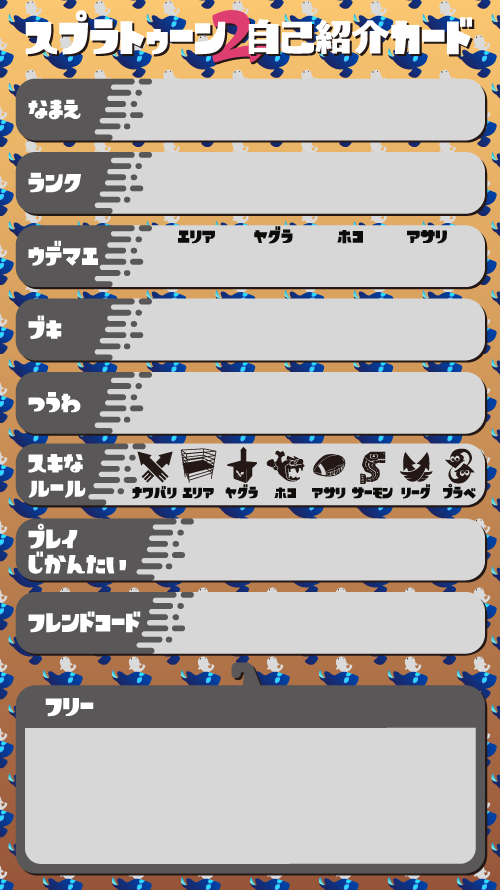 スプラトゥーン2自己紹介カード
なまえ
ランク
ウデマエ
エリア ヤグラ ホコ アサリ
ブキ
つうわ
スキな
ルール
ナワバリ エリア ヤグラ ホコ アサリ サーモン リーグ プラベ
プレイ
じかんたい
フレンドコード
フリー